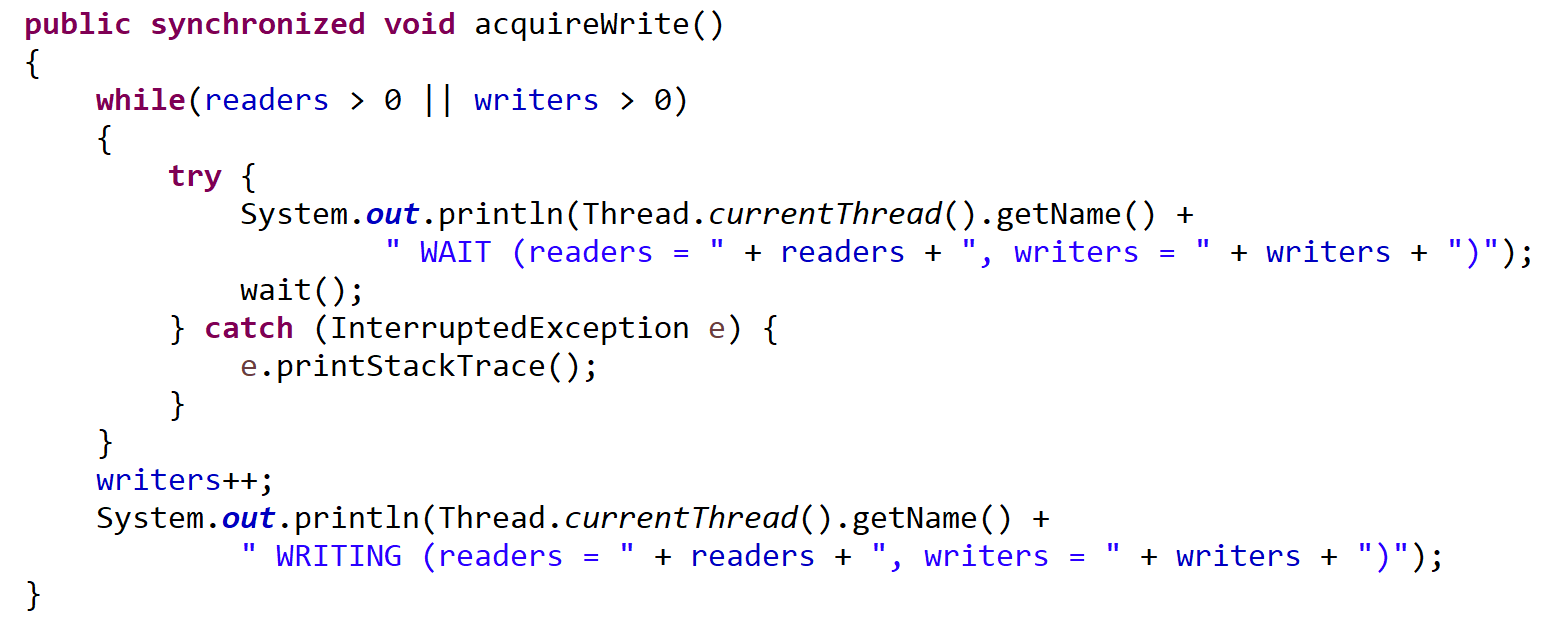 public synchronized void acquireWrite()
{
    while(readers > 0 || writers > 0)
    {
        try {
            System.out.println(Thread.currentThread().getName() +
                    " WAIT (readers = " + readers + ", writers = " + writers + ")");
            wait();
        } catch (InterruptedException e) {
            e.printStackTrace();
        }
    }
    writers++;
    System.out.println(Thread.currentThread().getName() +
            " WRITING (readers = " + readers + ", writers = " + writers + ")");
}